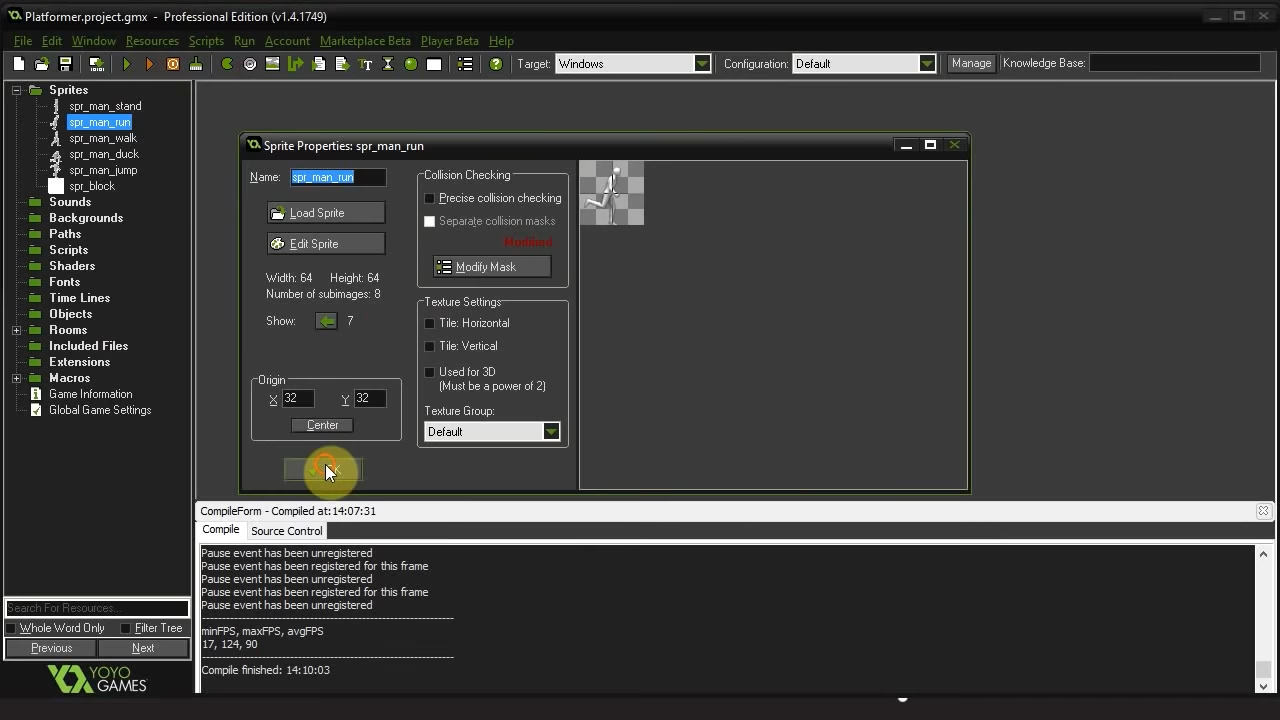 Platformer.project.gmx - Professional Edition (v1.4.1749)
File Edit Window Resources Scripts Run Account Marketplace Beta Player Beta Help
Target: Windows Configuration: Default Manage Knowledge Base:
Sprites
spr_man_stand
spr_man_run
spr_man_walk
spr_man_duck
spr_man_jump
spr_block
Sounds
Backgrounds
Paths
Scripts
Shaders
Fonts
Time Lines
Objects
Rooms
Included Files
Extensions
Macros
Game Information
Global Game Settings
Search For Resources...
Whole Word Only Filter Tree
Previous Next
YOYO
GAMES
Sprite Properties: spr_man_run
Name: spr_man_run
Load Sprite
Edit Sprite
Width: 64 Height: 64
Number of subimages: 8
Show: 7
Origin
X 32 Y 32
Center
Collision Checking
Precise collision checking
Separate collision masks
Modified
Modify Mask
Texture Settings
Tile: Horizontal
Tile: Vertical
Used for 3D
(Must be a power of 2)
Texture Group:
Default
CompileForm - Compiled at:14:07:31
Compile Source Control
Pause event has been unregistered
Pause event has been registered for this frame
Pause event has been unregistered
Pause event has been registered for this frame
Pause event has been unregistered
minFPS, maxFPS, avgFPS
17, 124, 90
Compile finished: 14:10:03